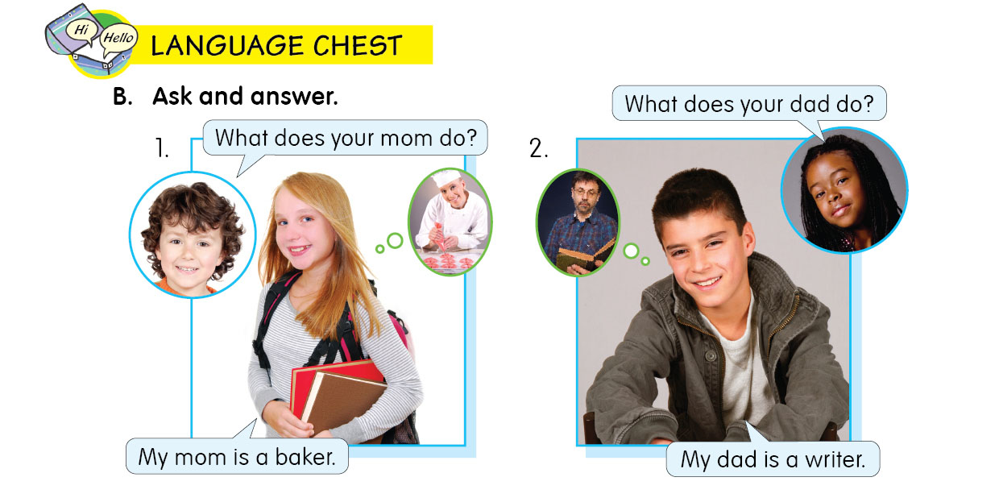 Hi
Hello
LANGUAGE CHEST
B. Ask and answer.
1.
What does your mom do?
My mom is a baker.
2.
What does your dad do?
My dad is a writer.